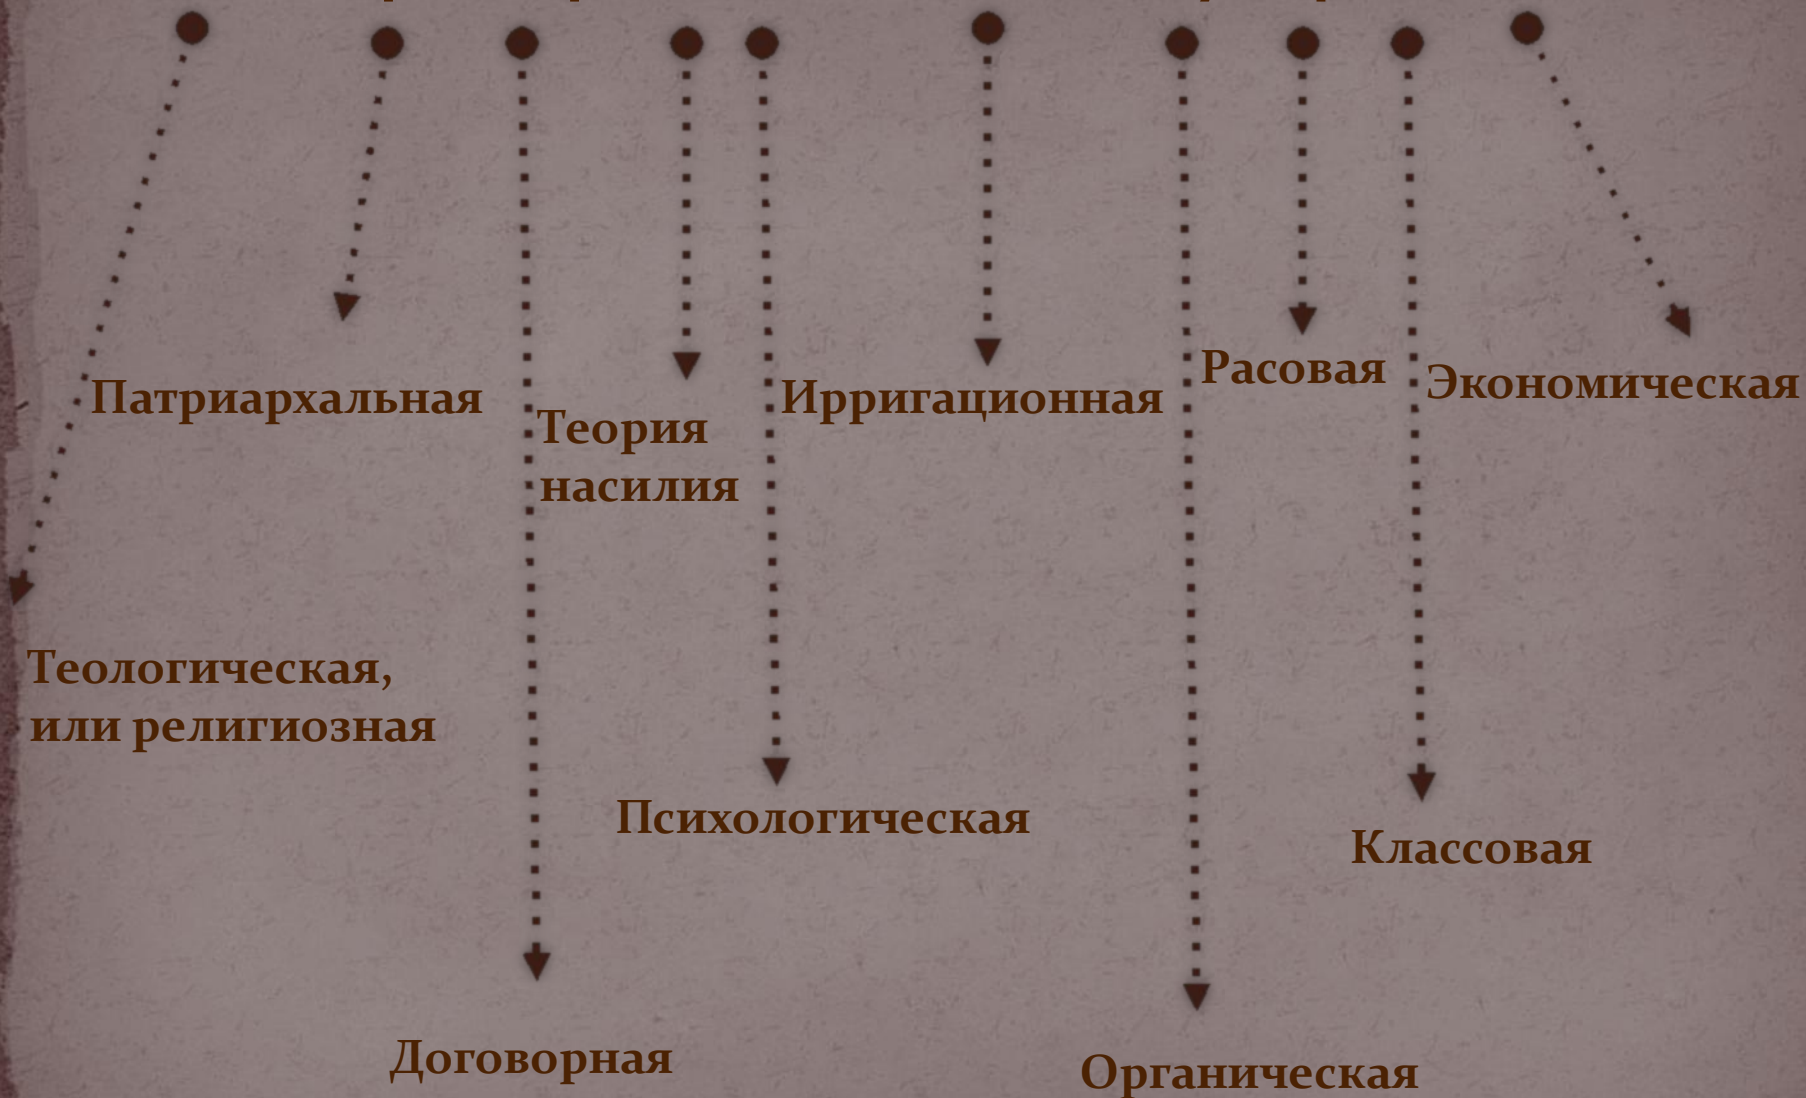 Патриархальная
Теория
насилия
Ирригационная
Расовая
Экономическая
Теологическая,
или религиозная
Психологическая
Классовая
Договорная
Органическая